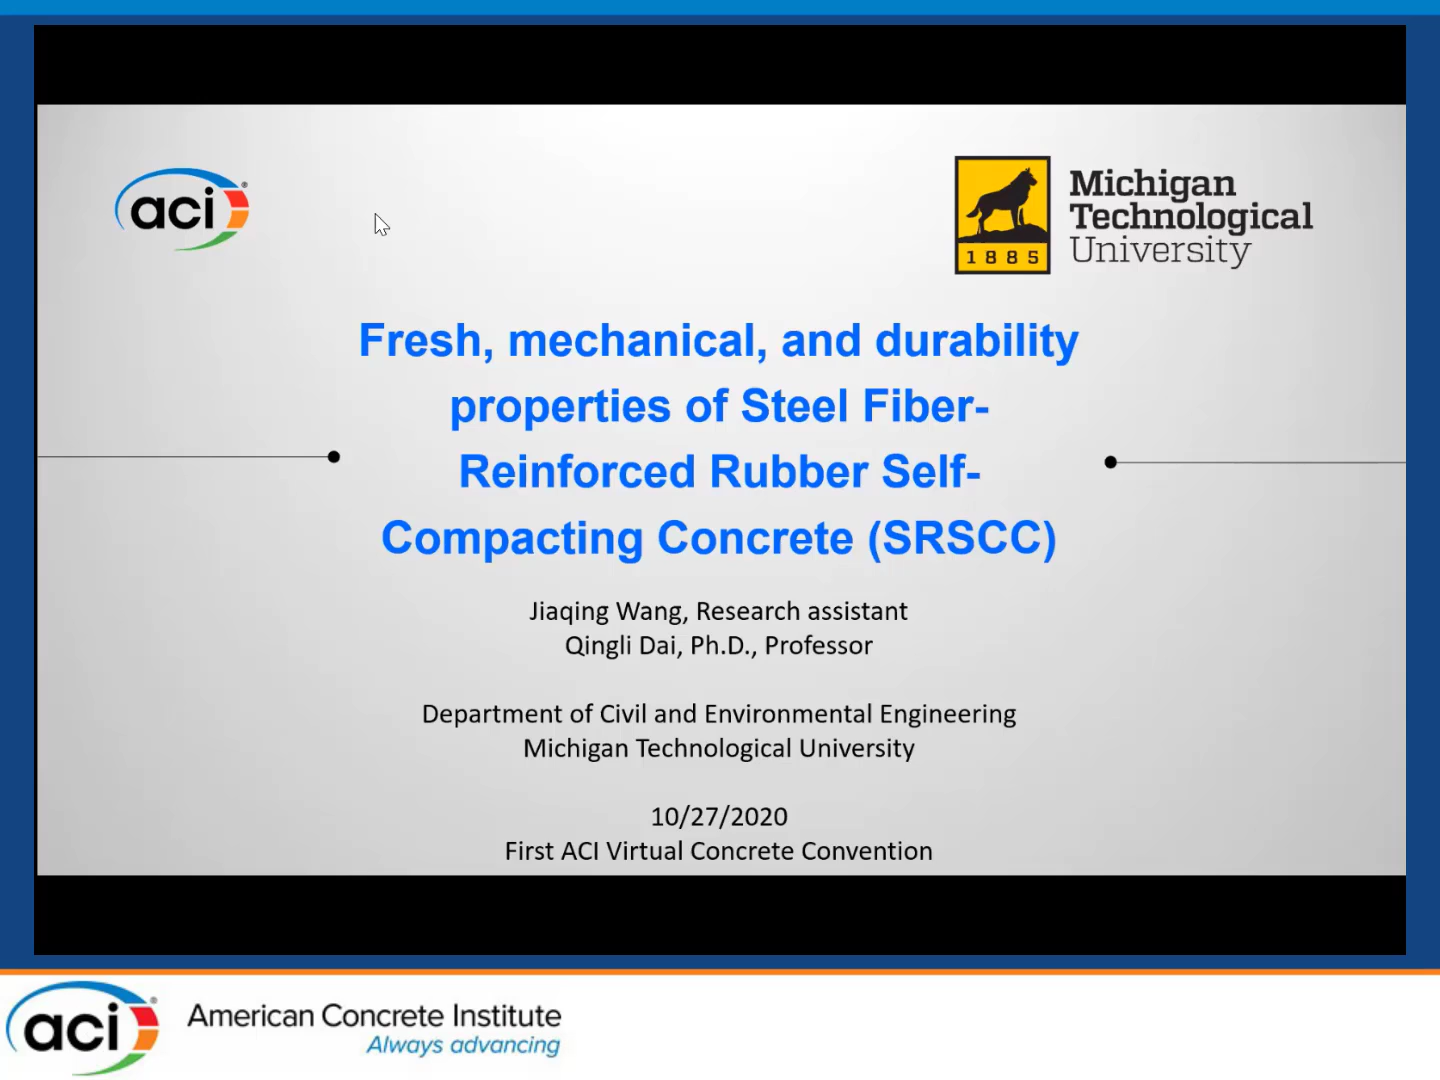 aci
1885
Michigan
Technological
University
Fresh, mechanical, and durability
properties of Steel Fiber-
Reinforced Rubber Self-
Compacting Concrete (SRSCC)
Jiaqing Wang, Research assistant
Qingli Dai, Ph.D., Professor
Department of Civil and Environmental Engineering
Michigan Technological University
10/27/2020
First ACI Virtual Concrete Convention
aci
American Concrete Institute
Always advancing